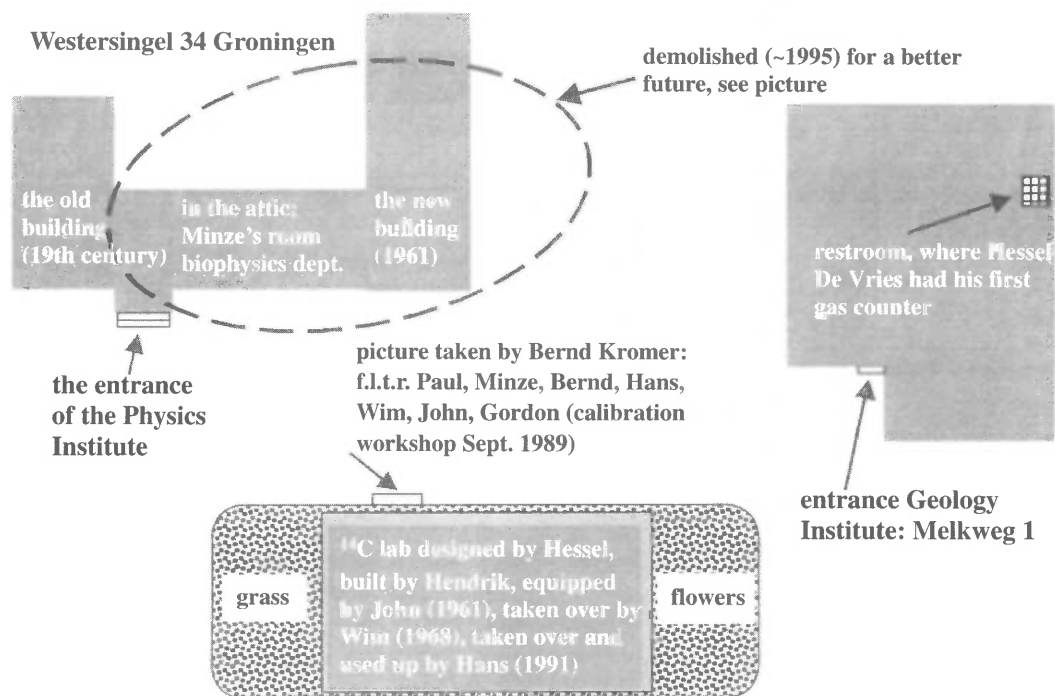 Westersingel 34 Groningen
demolished (~1995) for a better
future, see picture
the old
building
(19th century)
in the attic:
Minze's room
biophysics dept.
the new
building
(1961)
restroom, where Hessel
De Vries had his first
gas counter
the entrance
of the Physics
Institute
picture taken by Bernd Kromer:
f.l.t.r. Paul, Minze, Bernd, Hans,
Wim, John, Gordon (calibration
workshop Sept. 1989)
entrance Geology
Institute: Melkweg 1
grass
¹⁴C lab designed by Hessel,
built by Hendrik, equipped
by John (1961), taken over by
Wim (1968), taken over and
used up by Hans (1991)
flowers